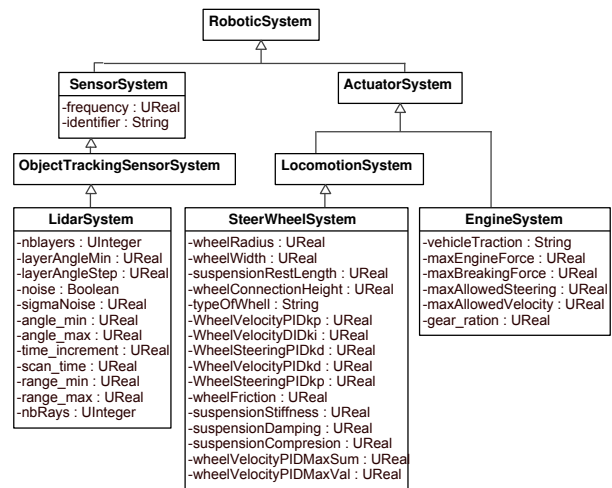 RoboticSystem
SensorSystem
-frequency : UReal
-identifier : String
ActuatorSystem
ObjectTrackingSensorSystem
LocomotionSystem
LidarSystem
-nblayers : UInteger
-layerAngleMin : UReal
-layerAngleStep : UReal
-noise : Boolean
-sigmaNoise : UReal
-angle_min : UReal
-angle_max : UReal
-time_increment : UReal
-scan_time : UReal
-range_min : UReal
-range_max : UReal
-nbRays : UInteger
SteerWheelSystem
-wheelRadius : UReal
-wheelWidth : UReal
-suspensionRestLength : UReal
-wheelConnectionHeight : UReal
-typeOfWhell : String
-WheelVelocityPIDkp : UReal
-WheelVelocityDIDki : UReal
-WheelSteeringPIDkd : UReal
-WheelVelocityPIDkd : UReal
-WheelSteeringPIDkp : UReal
-wheelFriction : UReal
-suspensionStiffness : UReal
-suspensionDamping : UReal
-suspensionCompresion : UReal
-wheelVelocityPIDMaxSum : UReal
-wheelVelocityPIDMaxVal : UReal
EngineSystem
-vehicleTraction : String
-maxEngineForce : UReal
-maxBreakingForce : UReal
-maxAllowedSteering : UReal
-maxAllowedVelocity : UReal
-gear_ration : UReal